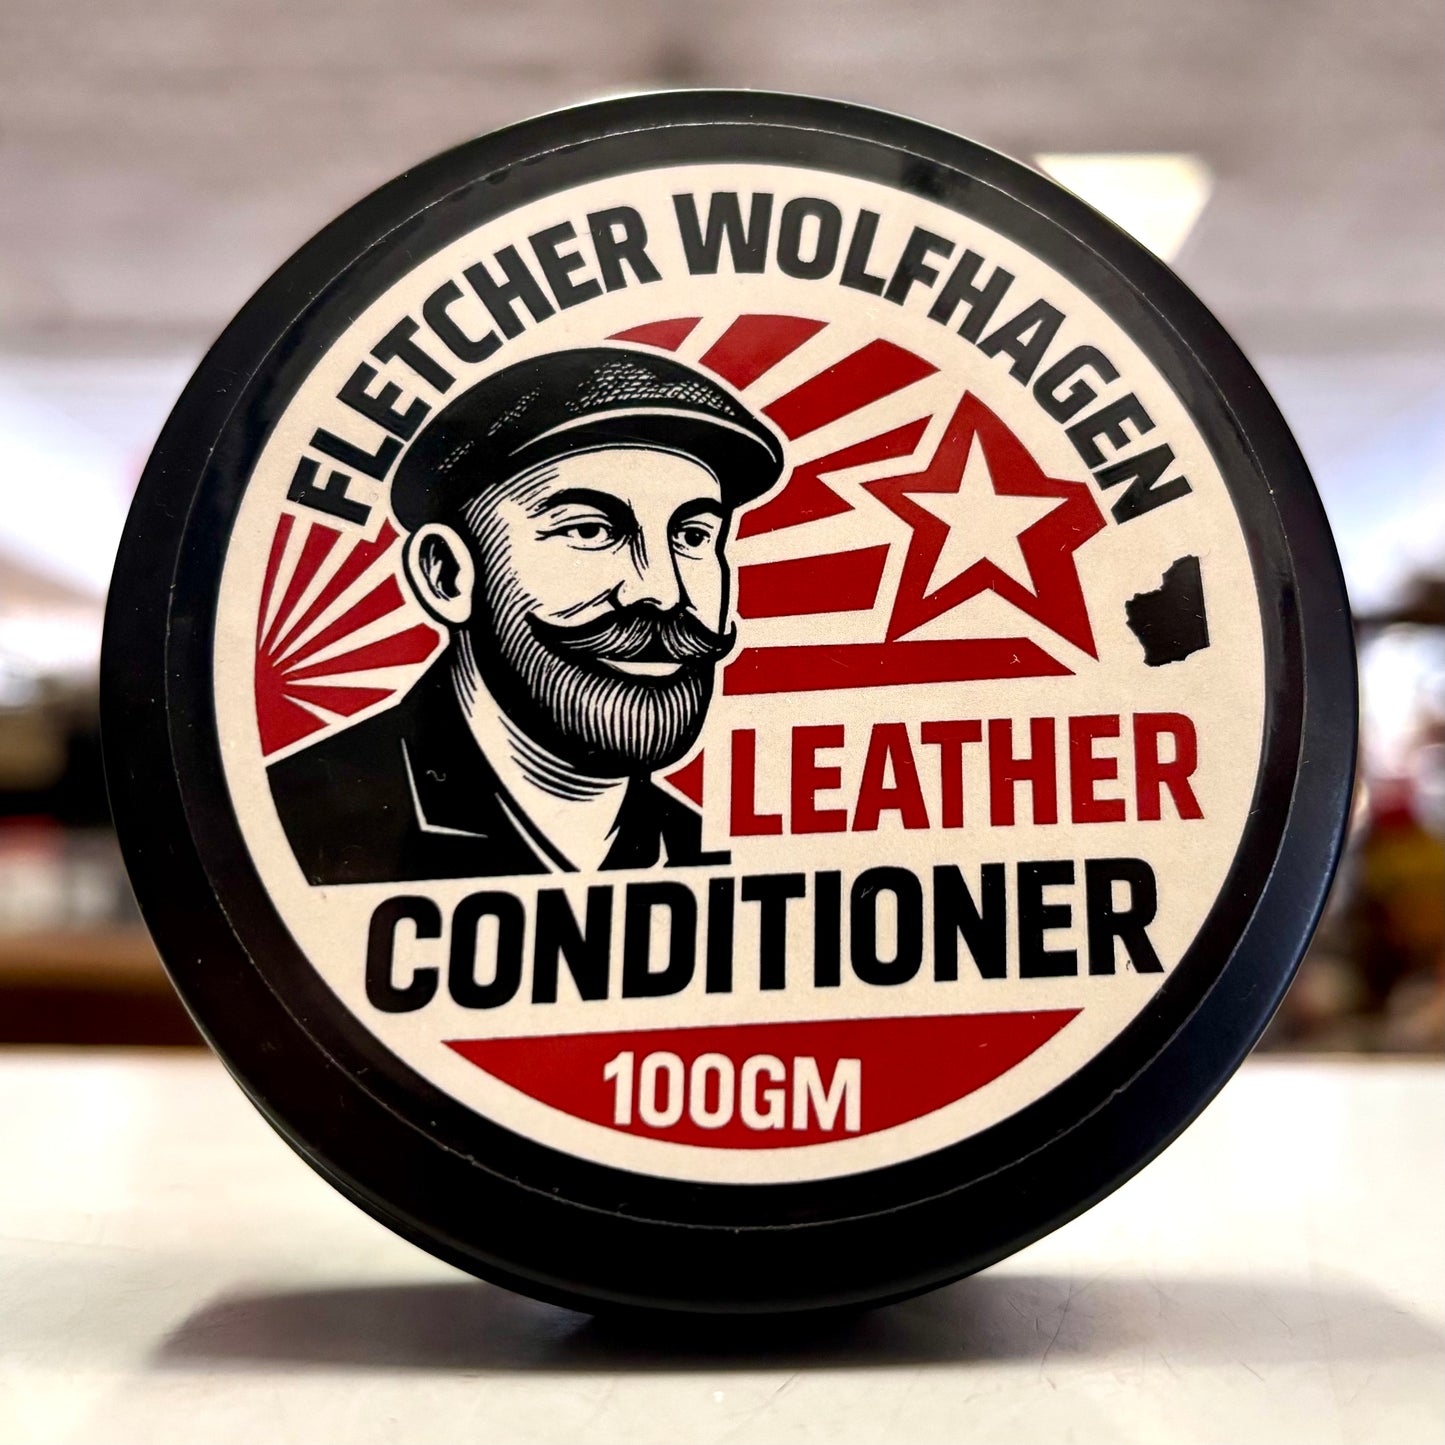 FLETCHER WOLFHAGEN
LEATHER
CONDITIONER
100GM